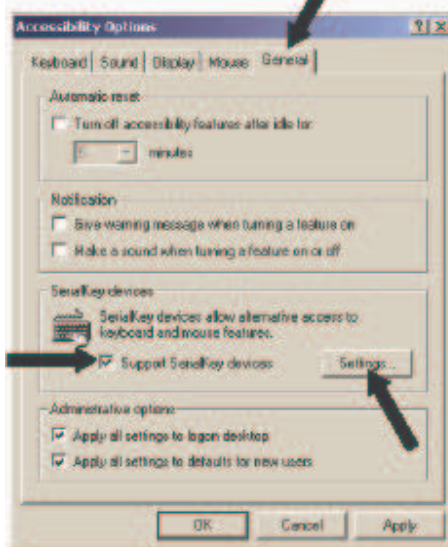 Accessibility Options
Keyboard Sound Display Mouse General
Automatic reset
Turn off accessibility features after idle for
minutes
Notification
Give warning message when turning a feature on
Make a sound when turning a feature on or off
SerialKey devices
SerialKey devices allow alternative access to
keyboard and mouse features.
Support SerialKey devices
Settings...
Administrative options
Apply all settings to logon desktop
Apply all settings to defaults for new users
OK Cancel Apply